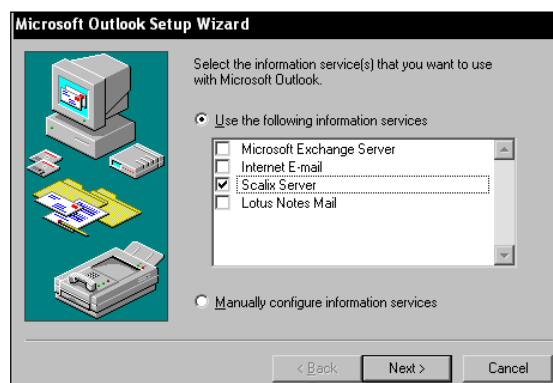 Microsoft Outlook Setup Wizard
Select the information service(s) that you want to use
with Microsoft Outlook.
Use the following information services
Microsoft Exchange Server
Internet E-mail
Scalix Server
Lotus Notes Mail
Manually configure information services
< Back
Next >
Cancel